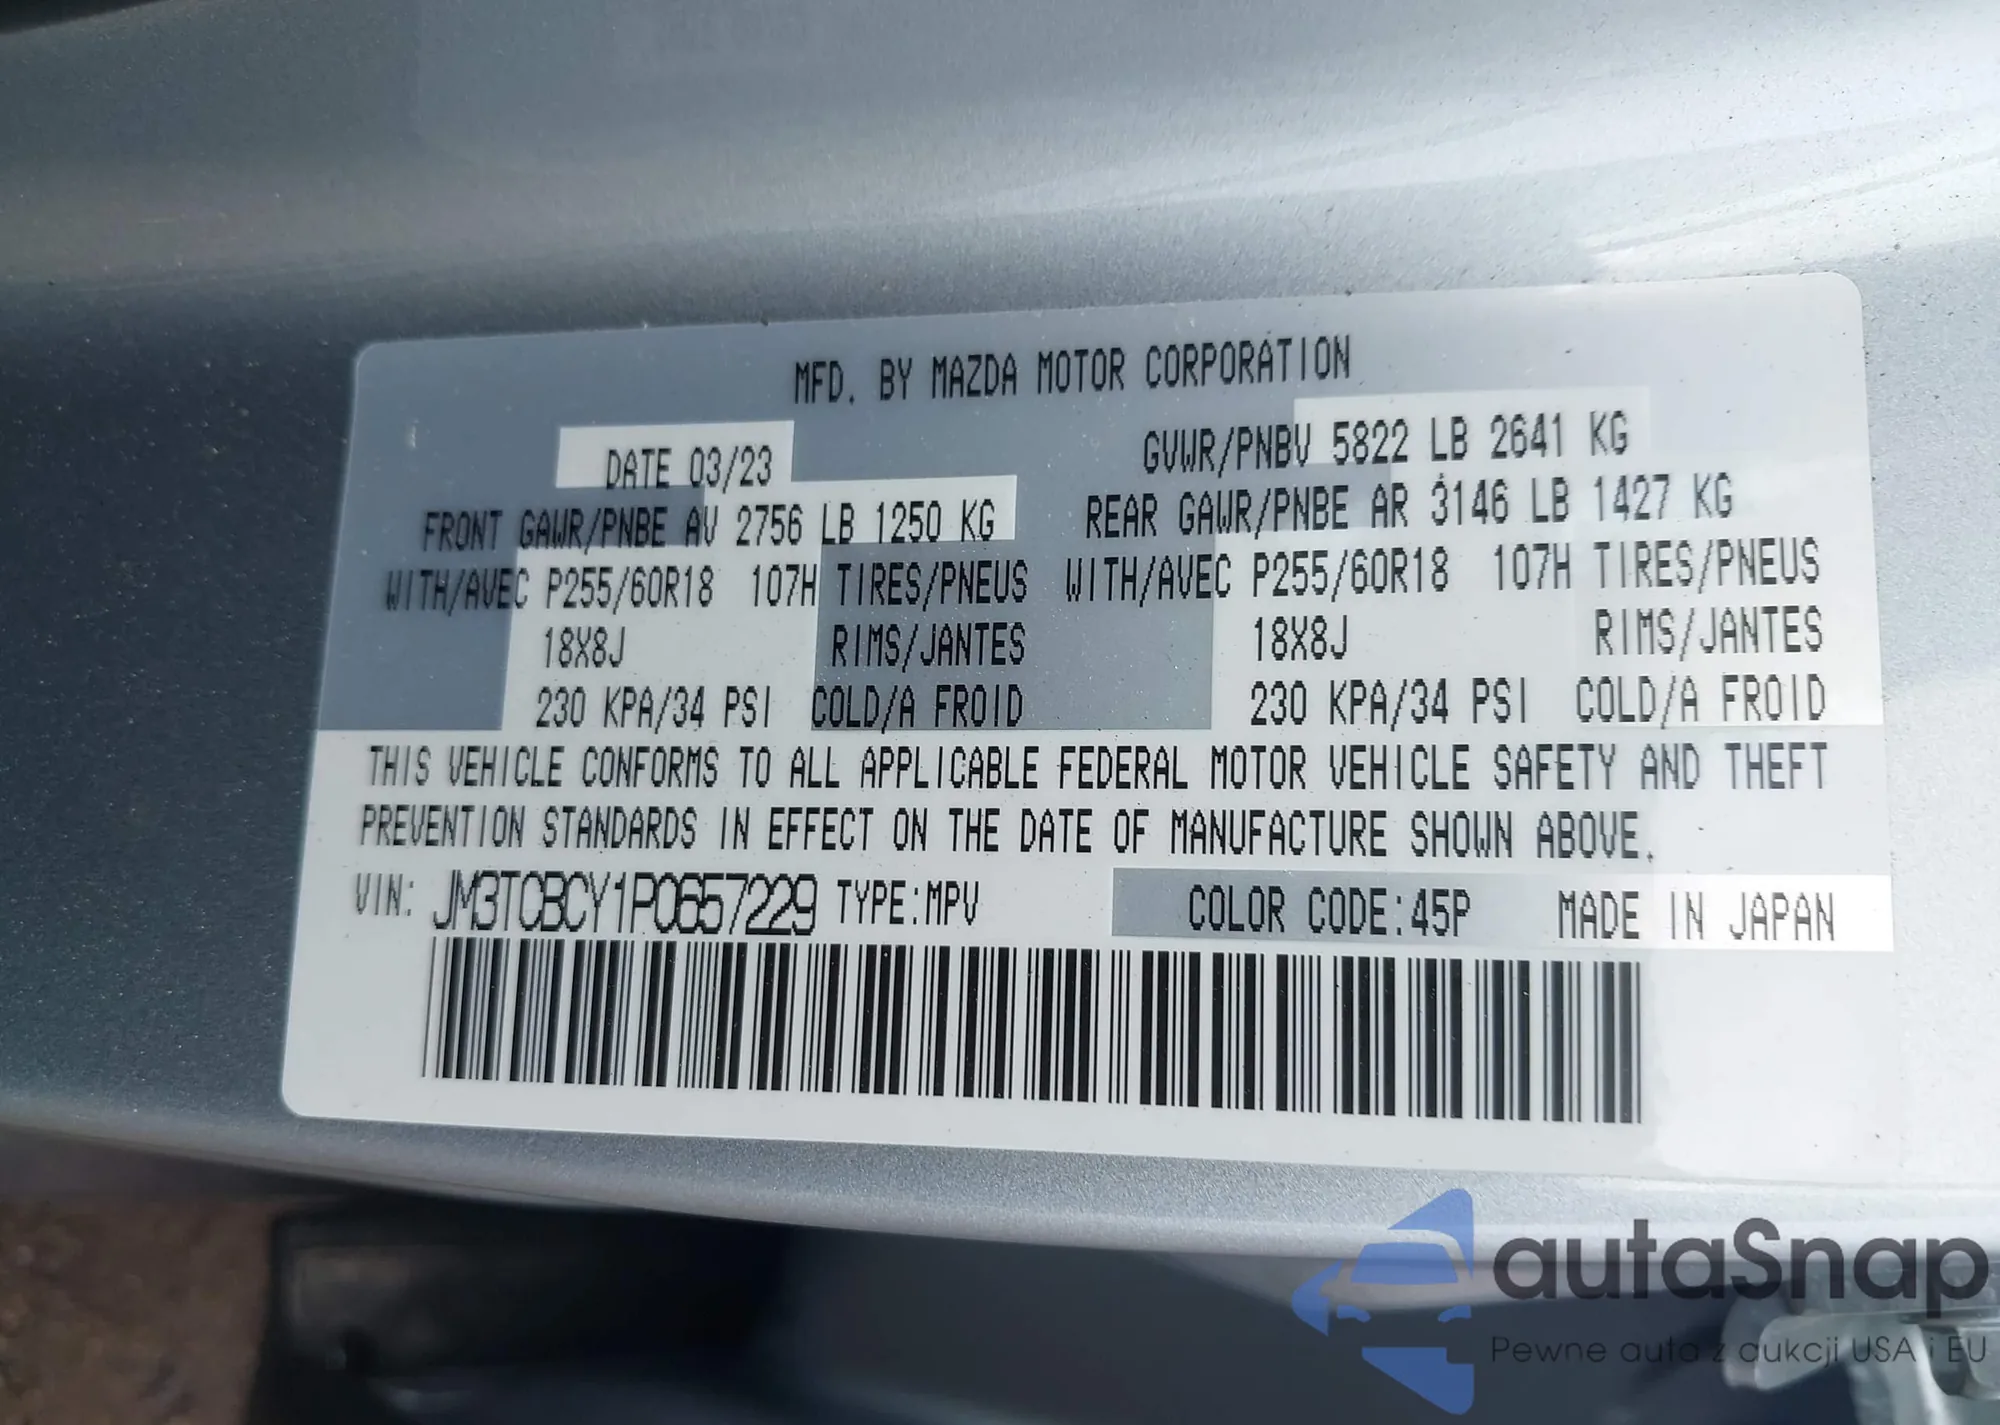 MFD. BY MAZDA MOTOR CORPORATION
DATE 03/23 GVWR/PNBV 5822 LB 2641 KG
FRONT GAWR/PNBE AV 2756 LB 1250 KG REAR GAWR/PNBE AR 3146 LB 1427 KG
WITH/AVEC P255/60R18 107H TIRES/PNEUS WITH/AVEC P255/60R18 107H TIRES/PNEUS
18X8J RIMS/JANTES 18X8J RIMS/JANTES
230 KPA/34 PSI COLD/A FROID 230 KPA/34 PSI COLD/A FROID
THIS VEHICLE CONFORMS TO ALL APPLICABLE FEDERAL MOTOR VEHICLE SAFETY AND THEFT
PREVENTION STANDARDS IN EFFECT ON THE DATE OF MANUFACTURE SHOWN ABOVE.
VIN: JM3TCBCY1P0657229 TYPE:MPV COLOR CODE:45P MADE IN JAPAN
autaSnap
Pewne auta z aukcji USA i EU